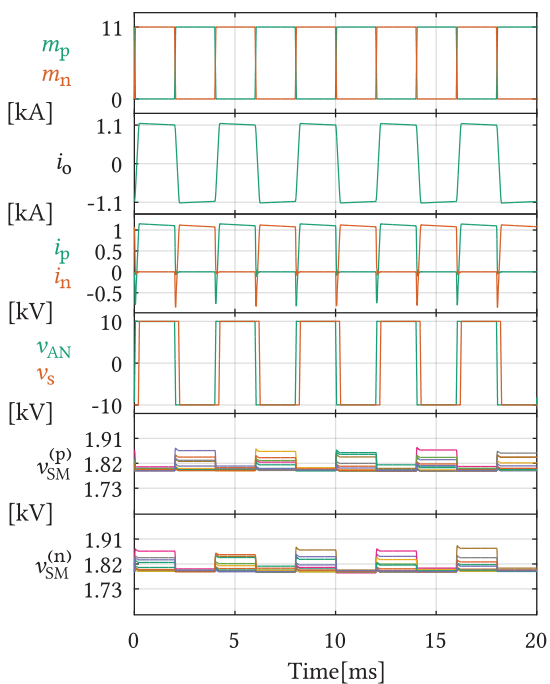 11
m_p
m_n
0
[kA]
1.1
i_o
0
-1.1
[kA]
1
i_p
0
i_n
-0.5
[kV]
10
v_AN
0
v_s
-10
[kV]
1.91
v_SM^(p)
1.82
1.73
[kV]
1.91
v_SM^(n)
1.82
1.73
0 5 10 15 20
Time[ms]